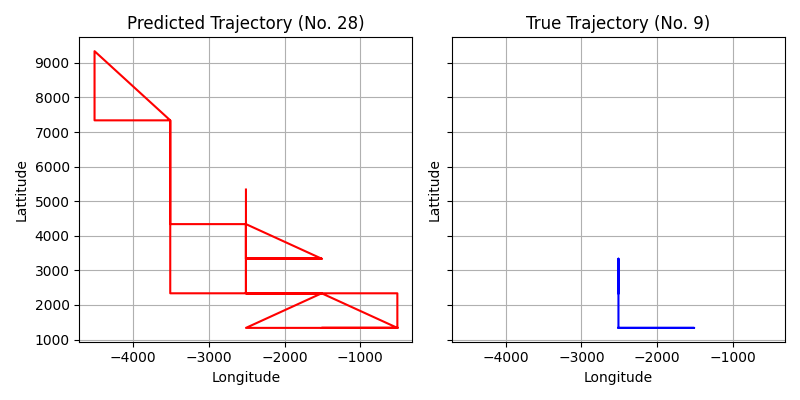 Predicted Trajectory (No. 28)
True Trajectory (No. 9)
9000
8000
7000
6000
5000
4000
3000
2000
1000
Lattitude
Lattitude
−4000 −3000 −2000 −1000
−4000 −3000 −2000 −1000
Longitude
Longitude